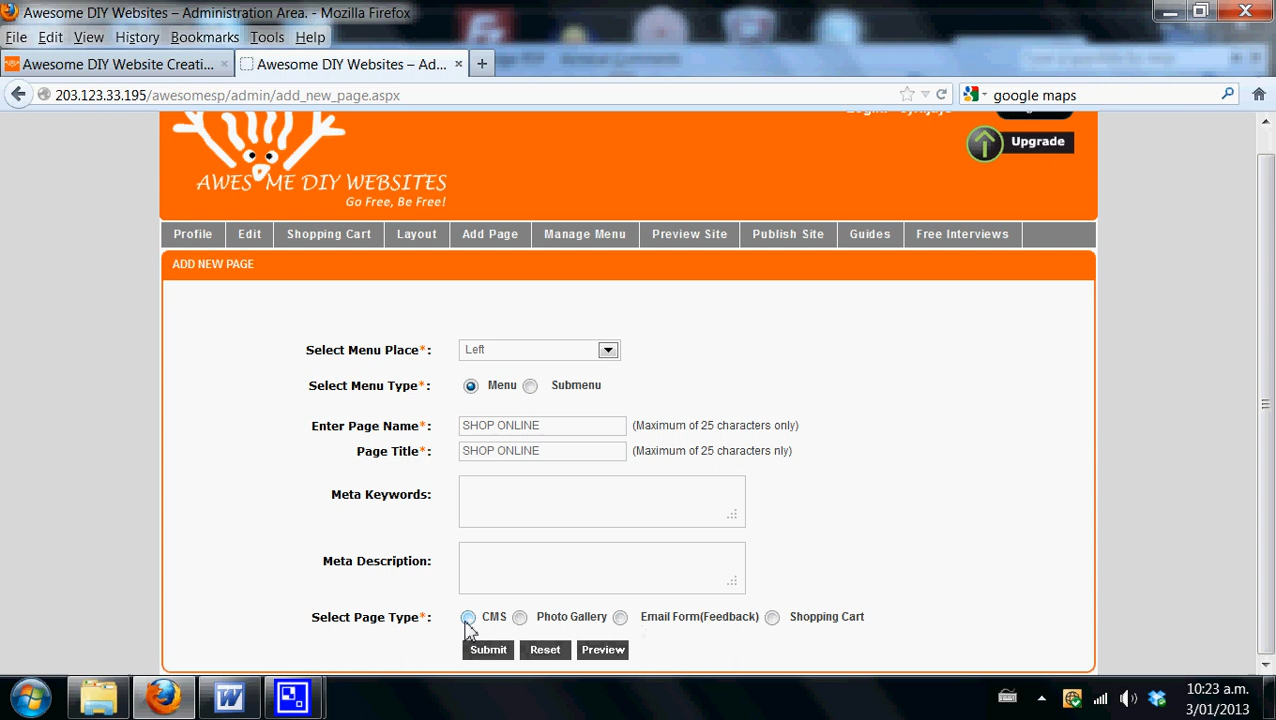 Awesome DIY Websites – Administration Area. - Mozilla Firefox
File Edit View History Bookmarks Tools Help
Awesome DIY Website Creati... Awesome DIY Websites – Ad...
203.123.33.195/awesomesp/admin/add_new_page.aspx google maps
Upgrade
AWES ME DIY WEBSITES
Go Free, Be Free!
Profile Edit Shopping Cart Layout Add Page Manage Menu Preview Site Publish Site Guides Free Interviews
ADD NEW PAGE
Select Menu Place*: Left
Select Menu Type*: Menu Submenu
Enter Page Name*: SHOP ONLINE (Maximum of 25 characters only)
Page Title*: SHOP ONLINE (Maximum of 25 characters nly)
Meta Keywords:
Meta Description:
Select Page Type*: CMS Photo Gallery Email Form(Feedback) Shopping Cart
Submit Reset Preview
10:23 a.m.
3/01/2013